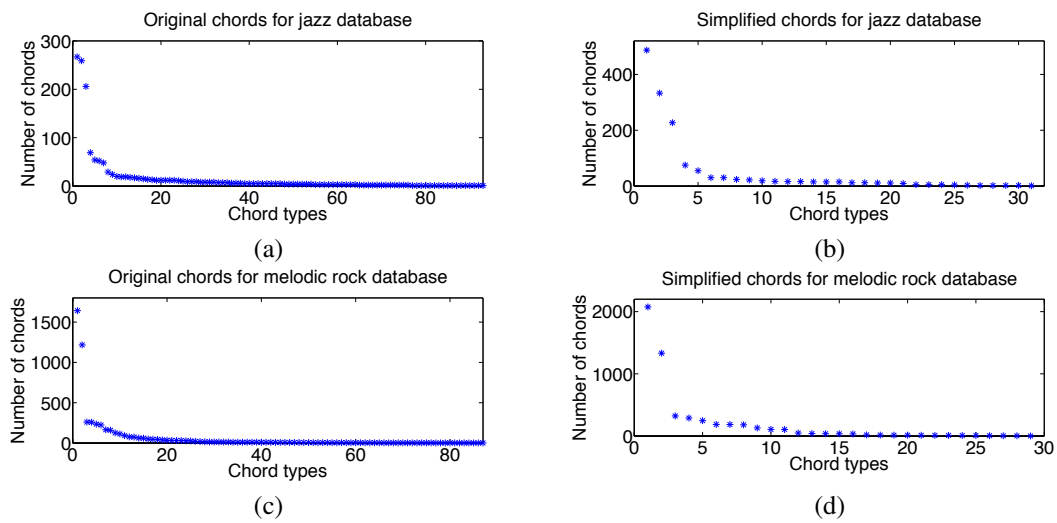 Original chords for jazz database
Number of chords
300
200
100
0
0 20 40 60 80
Chord types
(a)
Simplified chords for jazz database
Number of chords
400
200
0
0 5 10 15 20 25 30
Chord types
(b)
Original chords for melodic rock database
Number of chords
1500
1000
500
0
0 20 40 60 80
Chord types
(c)
Simplified chords for melodic rock database
Number of chords
2000
1000
0
0 5 10 15 20 25 30
Chord types
(d)